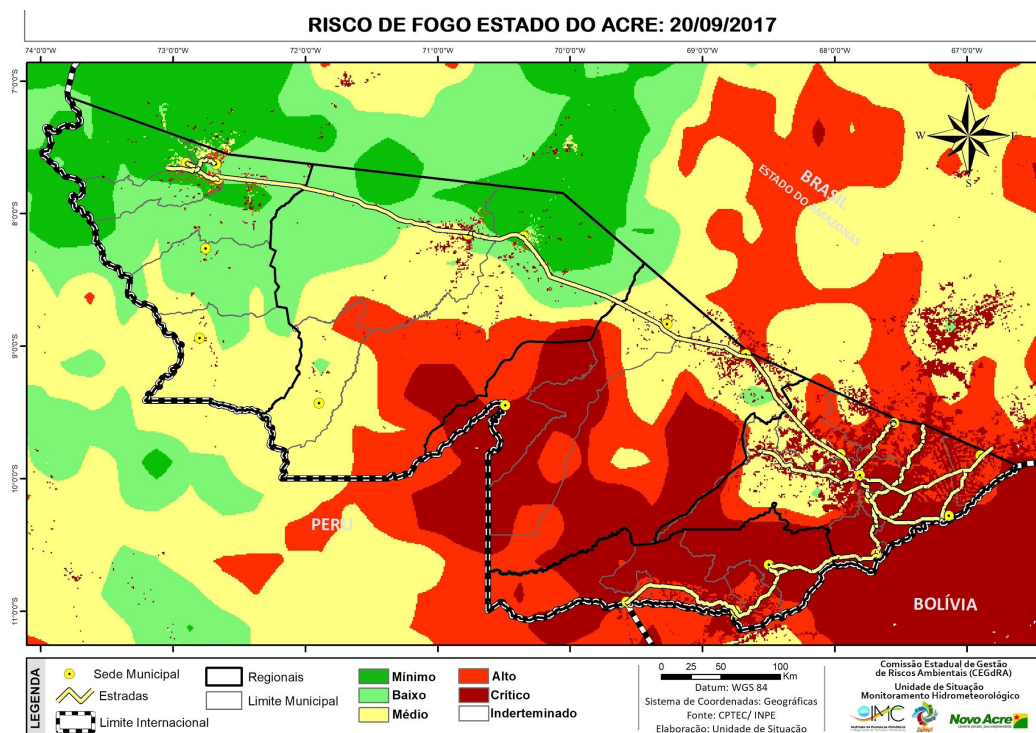 RISCO DE FOGO ESTADO DO ACRE: 20/09/2017
74°0'0"W 73°0'0"W 72°0'0"W 71°0'0"W 70°0'0"W 69°0'0"W 68°0'0"W 67°0'0"W
7°0'0"S
8°0'0"S
9°0'0"S
10°0'0"S
11°0'0"S
N
W E
S
BRASIL
ESTADO DO AMAZONAS
PERU
BOLÍVIA
LEGENDA
Sede Municipal
Estradas
Limite Internacional
Regionais
Limite Municipal
Mínimo
Baixo
Médio
Alto
Crítico
Inderteminado
0 25 50 100
Km
Datum: WGS 84
Sistema de Coordenadas: Geográficas
Fonte: CPTEC/ INPE
Elaboração: Unidade de Situação
Comissão Estadual de Gestão
de Riscos Ambientais (CEGdRA)
Unidade de Situação
Monitoramento Hidrometeorológico
IMC
Novo Acre